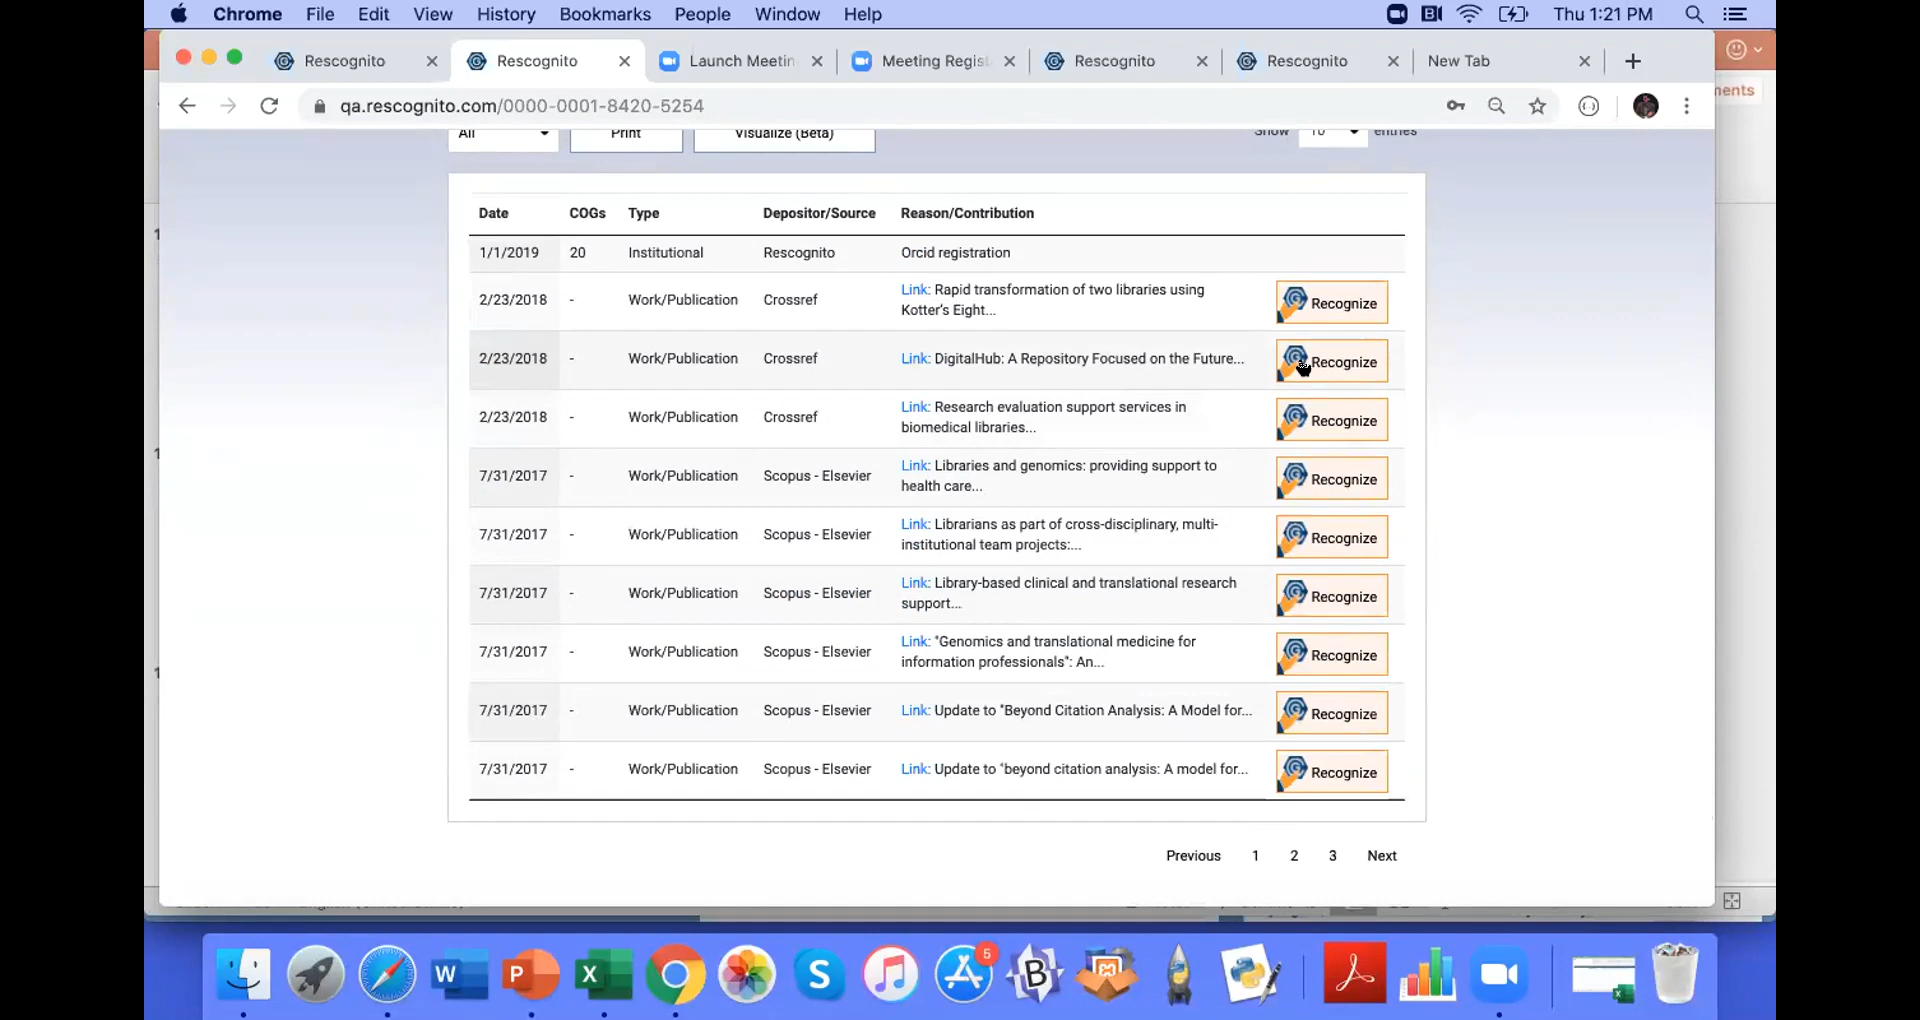 Chrome File Edit View History Bookmarks People Window Help Thu 1:21 PM
Rescognito Rescognito Launch Meetin Meeting Regist Rescognito Rescognito New Tab
qa.rescognito.com/0000-0001-8420-5254
ments
All Print Visualize (Beta) Show 10 entries
Date COGs Type Depositor/Source Reason/Contribution
1/1/2019 20 Institutional Rescognito Orcid registration
2/23/2018 - Work/Publication Crossref Link: Rapid transformation of two libraries using
Kotter's Eight...
Recognize
2/23/2018 - Work/Publication Crossref Link: DigitalHub: A Repository Focused on the Future...
Recognize
2/23/2018 - Work/Publication Crossref Link: Research evaluation support services in
biomedical libraries...
Recognize
7/31/2017 - Work/Publication Scopus - Elsevier Link: Libraries and genomics: providing support to
health care...
Recognize
7/31/2017 - Work/Publication Scopus - Elsevier Link: Librarians as part of cross-disciplinary, multi-
institutional team projects:...
Recognize
7/31/2017 - Work/Publication Scopus - Elsevier Link: Library-based clinical and translational research
support...
Recognize
7/31/2017 - Work/Publication Scopus - Elsevier Link: "Genomics and translational medicine for
information professionals": An...
Recognize
7/31/2017 - Work/Publication Scopus - Elsevier Link: Update to "Beyond Citation Analysis: A Model for...
Recognize
7/31/2017 - Work/Publication Scopus - Elsevier Link: Update to "beyond citation analysis: A model for...
Recognize
Previous 1 2 3 Next
W P X S 5 B